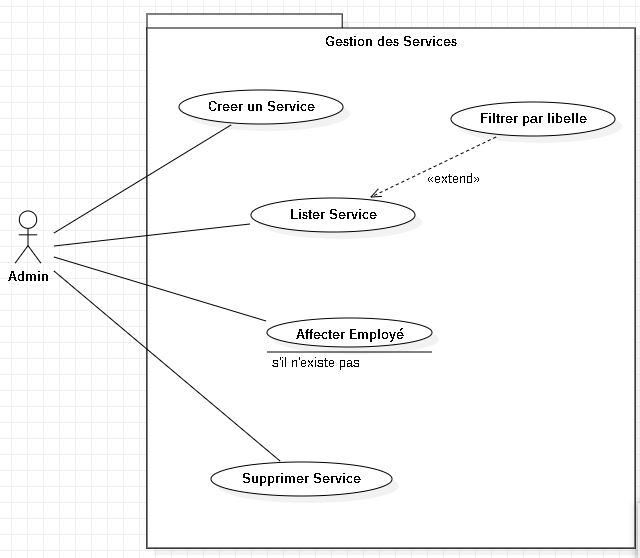 Gestion des Services
Creer un Service
Filtrer par libelle
«extend»
Lister Service
Admin
Affecter Employé
s'il n'existe pas
Supprimer Service